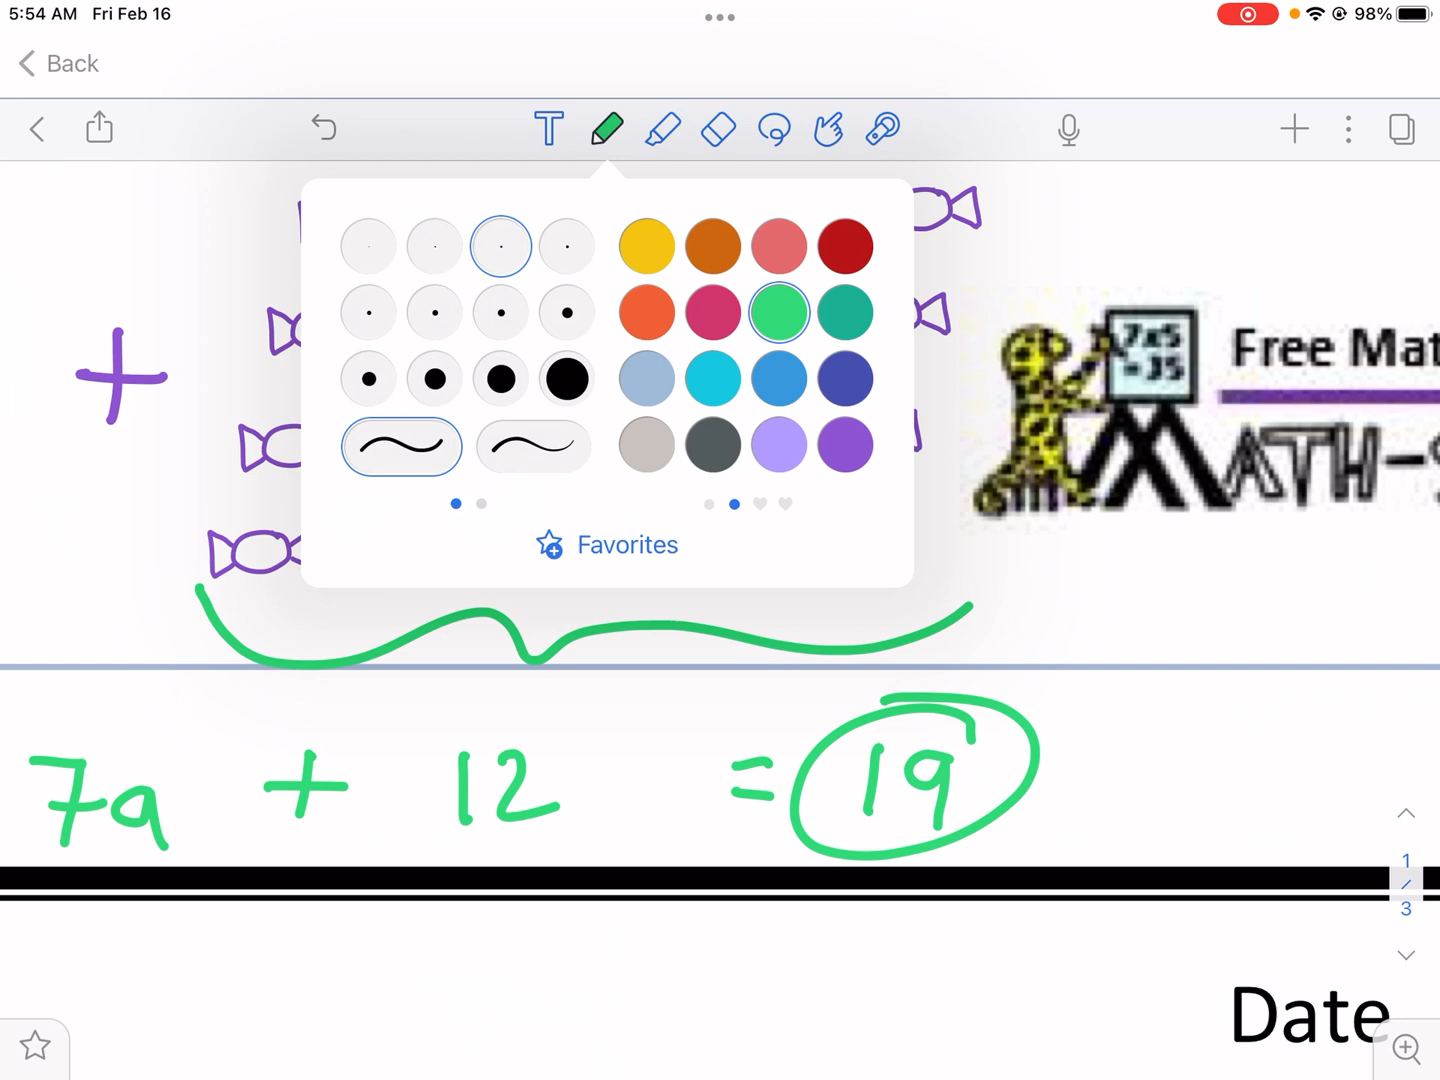 5:54 AM Fri Feb 16
98%
Back
T
+
7x5
=35
Free Mat
MATH-S
Favorites
7a + 12 = 19
1
/
3
Date